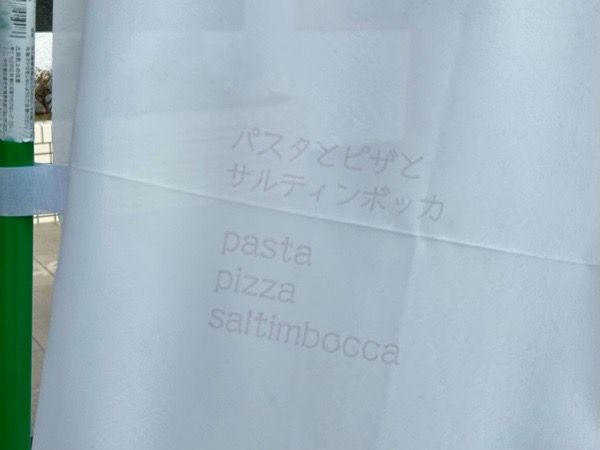 パスタとピザと
サルティンボッカ
pasta
pizza
saltimbocca